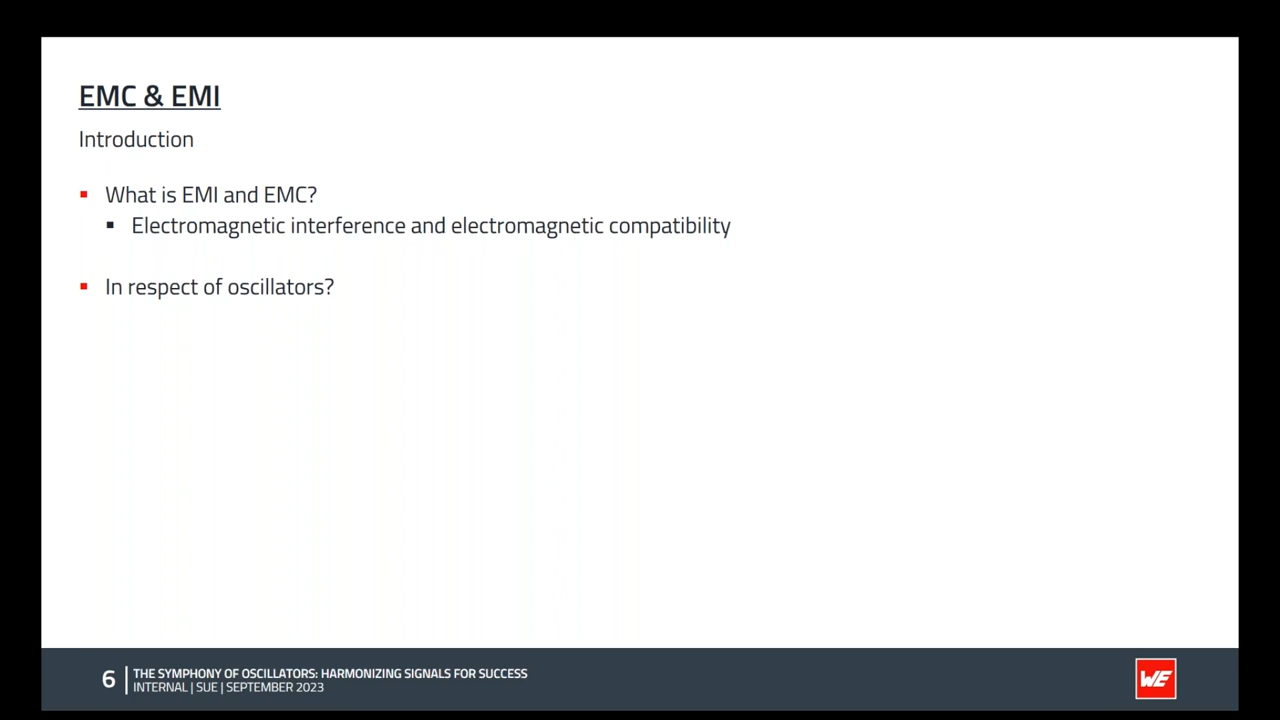 EMC & EMI
Introduction
▪ What is EMI and EMC?
▪ Electromagnetic interference and electromagnetic compatibility
▪ In respect of oscillators?
6 | THE SYMPHONY OF OSCILLATORS: HARMONIZING SIGNALS FOR SUCCESS
INTERNAL | SUE | SEPTEMBER 2023
WE